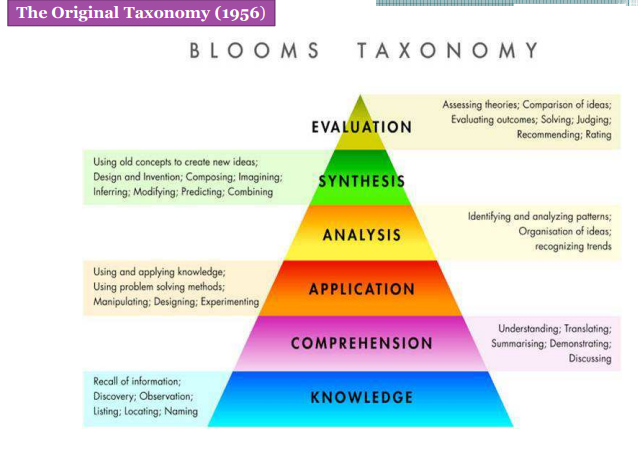 The Original Taxonomy (1956)
BLOOMS TAXONOMY
EVALUATION
Assessing theories; Comparison of ideas;
Evaluating outcomes; Solving; Judging;
Recommending; Rating
Using old concepts to create new ideas;
Design and Invention; Composing; Imagining;
Inferring; Modifying; Predicting; Combining
SYNTHESIS
ANALYSIS
Identifying and analyzing patterns;
Organisation of ideas;
recognizing trends
Using and applying knowledge;
Using problem solving methods;
Manipulating; Designing; Experimenting
APPLICATION
COMPREHENSION
Understanding; Translating;
Summarising; Demonstrating;
Discussing
Recall of information;
Discovery; Observation;
Listing; Locating; Naming
KNOWLEDGE